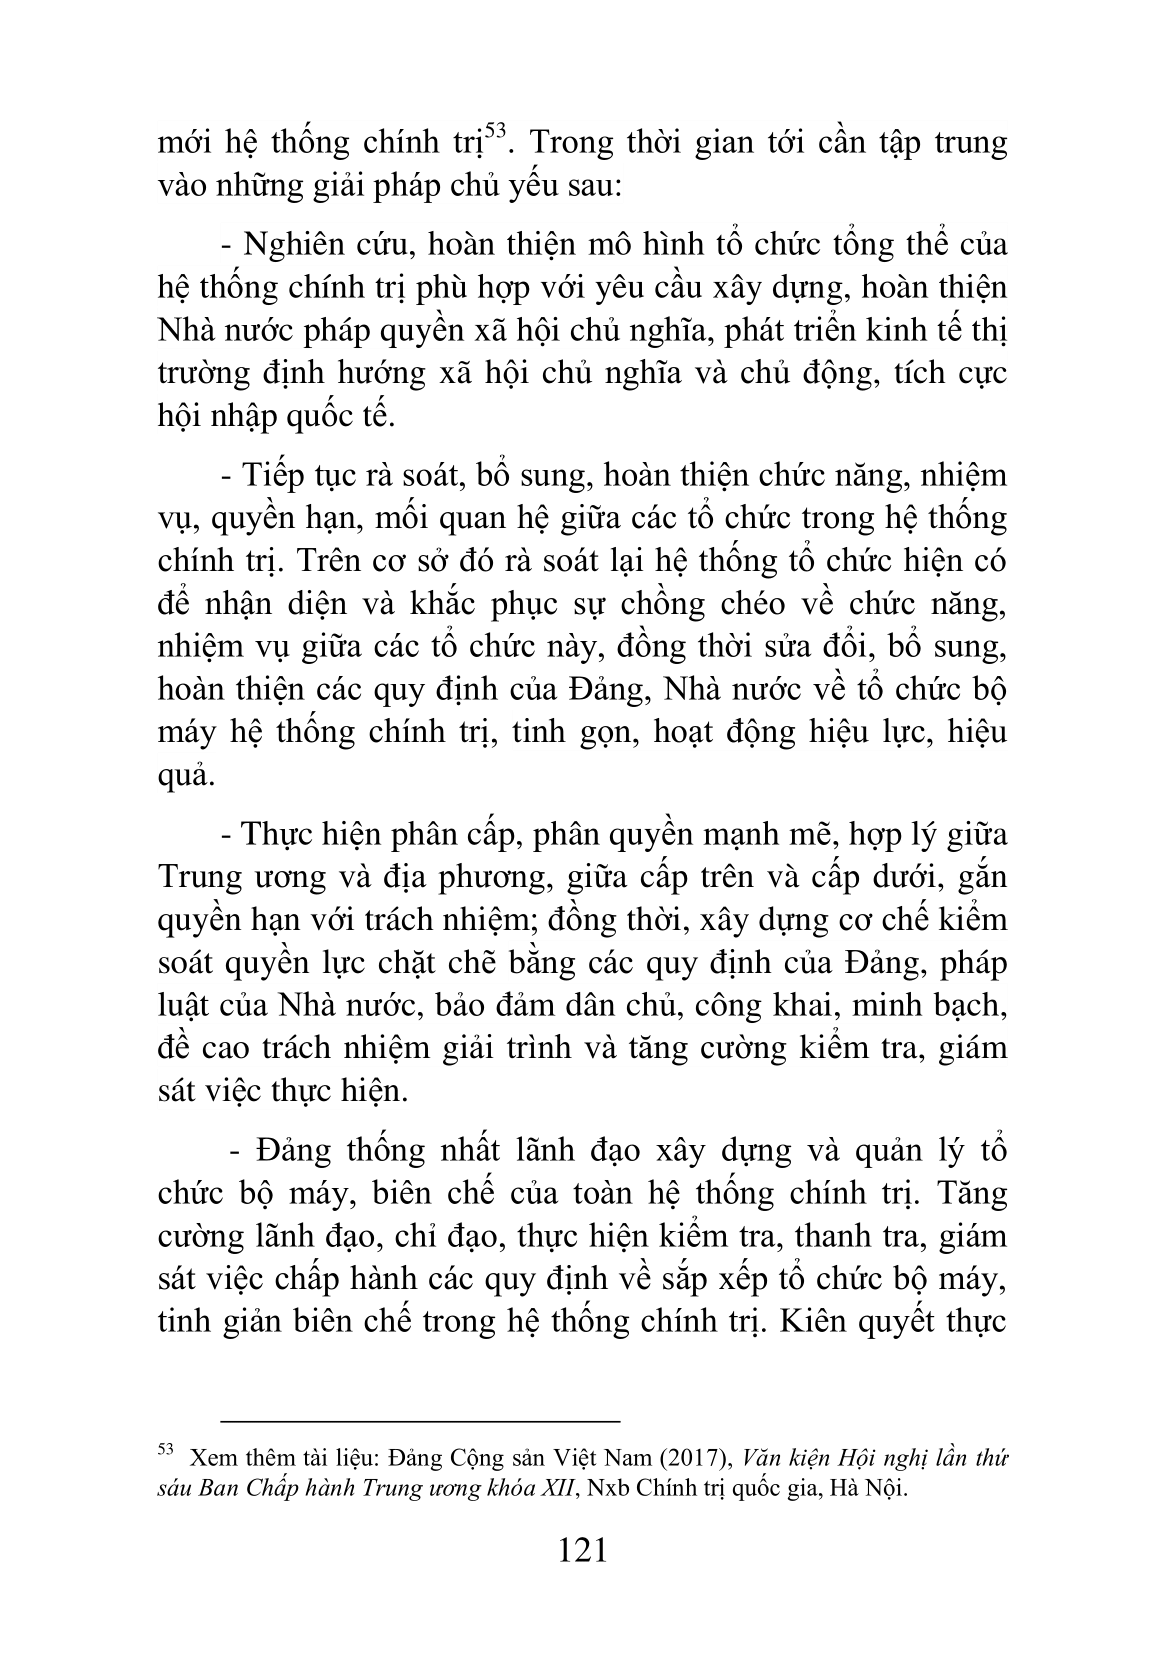 mới hệ thống chính trị53. Trong thời gian tới cần tập trung
vào những giải pháp chủ yếu sau:
- Nghiên cứu, hoàn thiện mô hình tổ chức tổng thể của
hệ thống chính trị phù hợp với yêu cầu xây dựng, hoàn thiện
Nhà nước pháp quyền xã hội chủ nghĩa, phát triển kinh tế thị
trường định hướng xã hội chủ nghĩa và chủ động, tích cực
hội nhập quốc tế.
- Tiếp tục rà soát, bổ sung, hoàn thiện chức năng, nhiệm
vụ, quyền hạn, mối quan hệ giữa các tổ chức trong hệ thống
chính trị. Trên cơ sở đó rà soát lại hệ thống tổ chức hiện có
để nhận diện và khắc phục sự chồng chéo về chức năng,
nhiệm vụ giữa các tổ chức này, đồng thời sửa đổi, bổ sung,
hoàn thiện các quy định của Đảng, Nhà nước về tổ chức bộ
máy hệ thống chính trị, tinh gọn, hoạt động hiệu lực, hiệu
quả.
- Thực hiện phân cấp, phân quyền mạnh mẽ, hợp lý giữa
Trung ương và địa phương, giữa cấp trên và cấp dưới, gắn
quyền hạn với trách nhiệm; đồng thời, xây dựng cơ chế kiểm
soát quyền lực chặt chẽ bằng các quy định của Đảng, pháp
luật của Nhà nước, bảo đảm dân chủ, công khai, minh bạch,
đề cao trách nhiệm giải trình và tăng cường kiểm tra, giám
sát việc thực hiện.
- Đảng thống nhất lãnh đạo xây dựng và quản lý tổ
chức bộ máy, biên chế của toàn hệ thống chính trị. Tăng
cường lãnh đạo, chỉ đạo, thực hiện kiểm tra, thanh tra, giám
sát việc chấp hành các quy định về sắp xếp tổ chức bộ máy,
tinh giản biên chế trong hệ thống chính trị. Kiên quyết thực
53 Xem thêm tài liệu: Đảng Cộng sản Việt Nam (2017), Văn kiện Hội nghị lần thứ
sáu Ban Chấp hành Trung ương khóa XII, Nxb Chính trị quốc gia, Hà Nội.
121